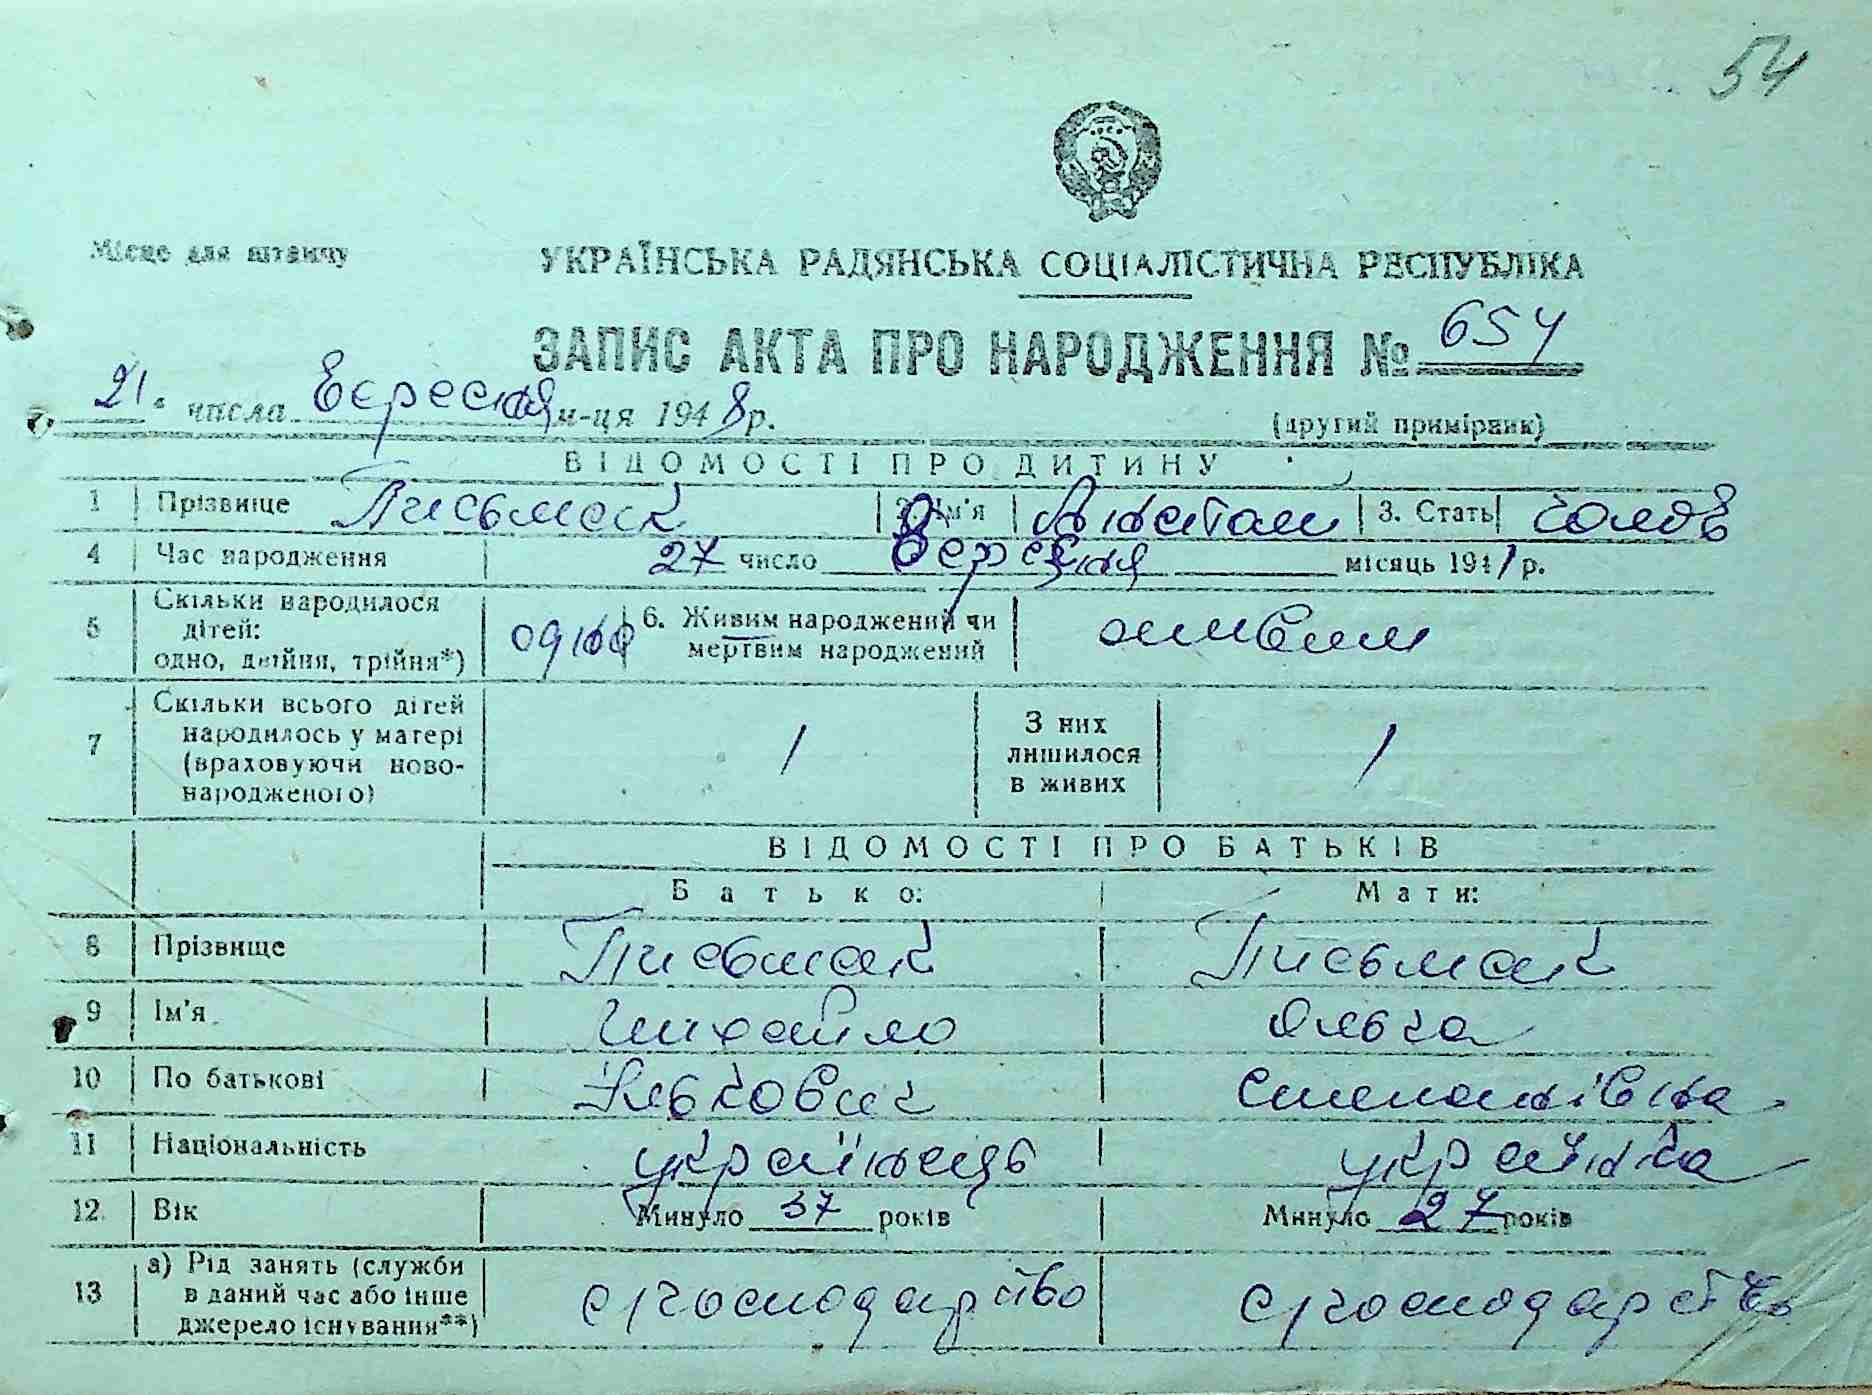 54
Місце для штампу
УКРАЇНСЬКА РАДЯНСЬКА СОЦІАЛІСТИЧНА РЕСПУБЛІКА
ЗАПИС АКТА ПРО НАРОДЖЕННЯ № 654
21 числа Вересня м-ця 1948 р.
(другий примірник)
ВІДОМОСТІ ПРО ДИТИНУ
1 Прізвище Письмак 2. Ім'я 3. Стать чолов
4 Час народження 27 число Вересня місяць 1941 р.
5 Скільки народилося дітей: одно, двійня, трійня*) одно 6. Живим народжений чи мертвим народжений живим
7 Скільки всього дітей народилось у матері (враховуючи ново-народженого) 1 З них лишилося в живих 1
ВІДОМОСТІ ПРО БАТЬКІВ
Батько: Мати:
8 Прізвище Письмак Письмак
9 Ім'я Михайло Ольга
10 По батькові Степанівна
11 Національність українець українка
12 Вік Минуло 37 років Минуло 27 років
13 а) Рід занять (служби в даний час або інше джерело існування**) с/господарство с/господарство